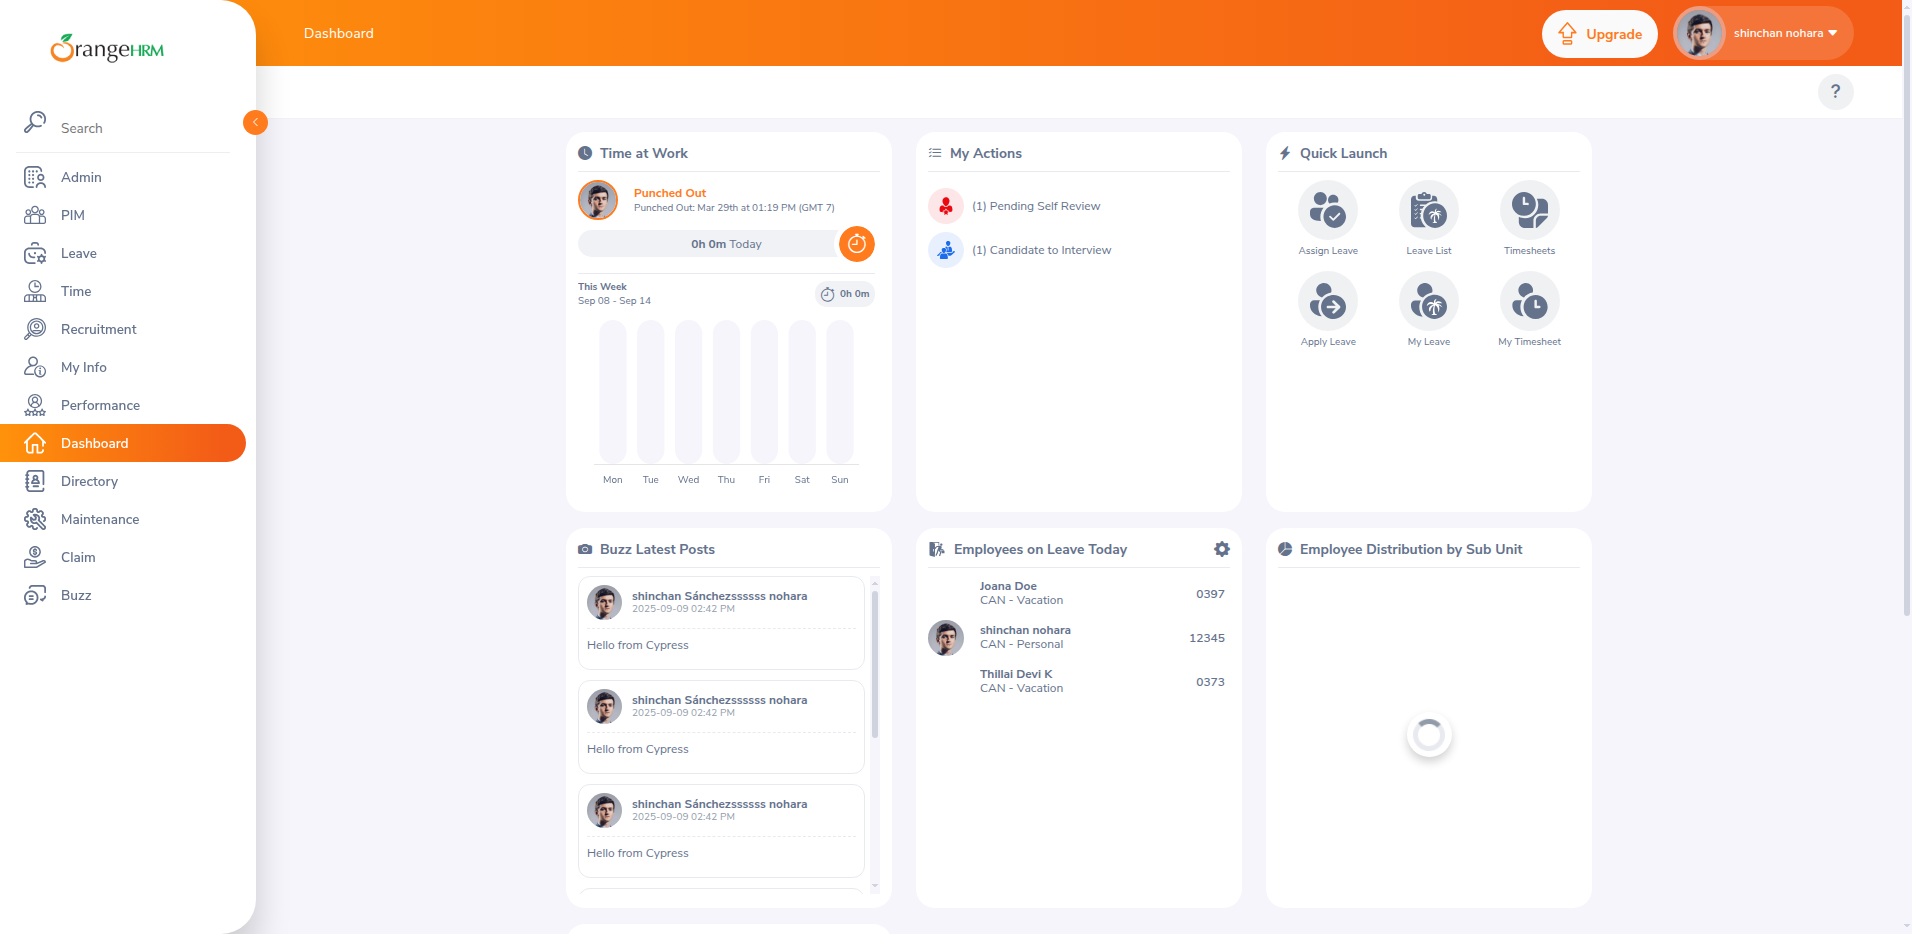 OrangeHRM
Search
Admin
PIM
Leave
Time
Recruitment
My Info
Performance
Dashboard
Directory
Maintenance
Claim
Buzz
Dashboard
Upgrade
shinchan nohara
?
Time at Work
Punched Out
Punched Out: Mar 29th at 01:19 PM (GMT 7)
0h 0m Today
This Week
Sep 08 - Sep 14
0h 0m
Mon Tue Wed Thu Fri Sat Sun
My Actions
(1) Pending Self Review
(1) Candidate to Interview
Quick Launch
Assign Leave
Leave List
Timesheets
Apply Leave
My Leave
My Timesheet
Buzz Latest Posts
shinchan Sánchezssssss nohara
2025-09-09 02:42 PM
Hello from Cypress
shinchan Sánchezssssss nohara
2025-09-09 02:42 PM
Hello from Cypress
shinchan Sánchezssssss nohara
2025-09-09 02:42 PM
Hello from Cypress
Employees on Leave Today
Joana Doe
CAN - Vacation
0397
shinchan nohara
CAN - Personal
12345
Thillai Devi K
CAN - Vacation
0373
Employee Distribution by Sub Unit